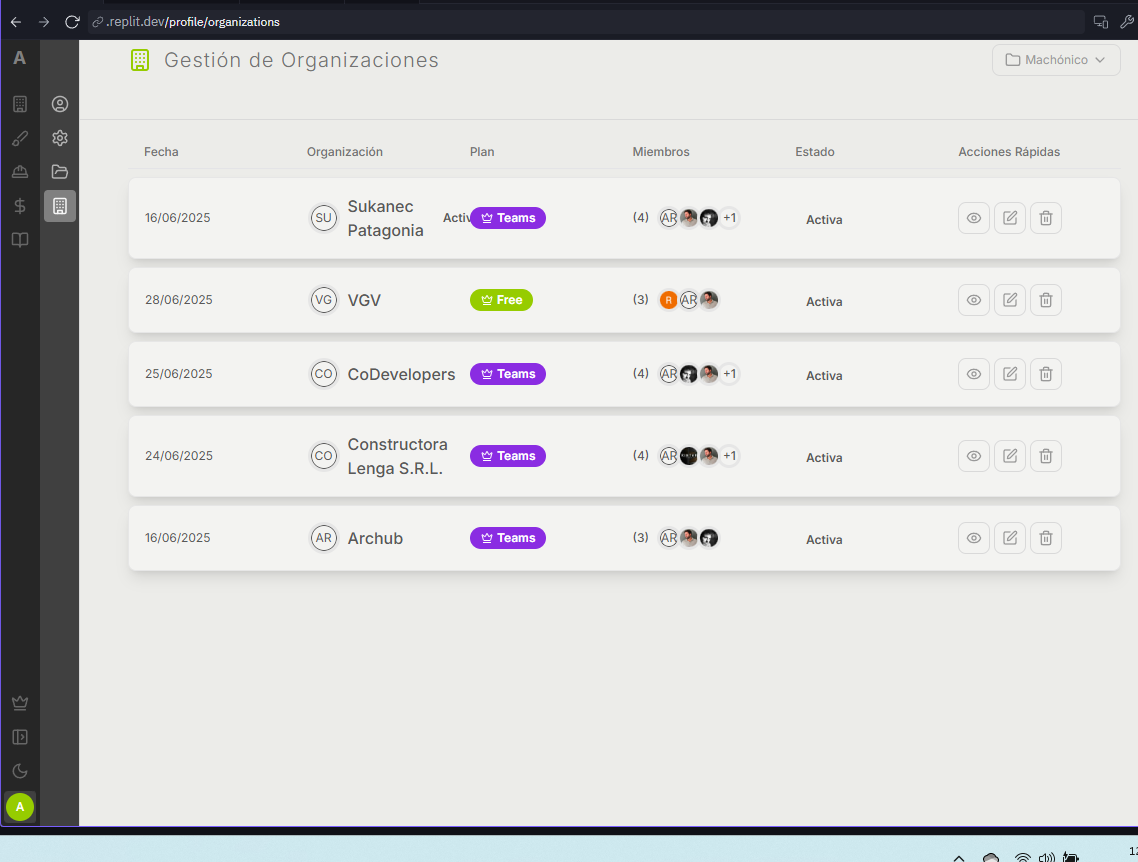 .replit.dev/profile/organizations
A
Gestión de Organizaciones
Machónico
Fecha Organización Plan Miembros Estado Acciones Rápidas
16/06/2025 SU Sukanec Patagonia Teams (4) AR +1 Activa
28/06/2025 VG VGV Free (3) R AR Activa
25/06/2025 CO CoDevelopers Teams (4) AR +1 Activa
24/06/2025 CO Constructora Lenga S.R.L. Teams (4) AR +1 Activa
16/06/2025 AR Archub Teams (3) AR Activa
A